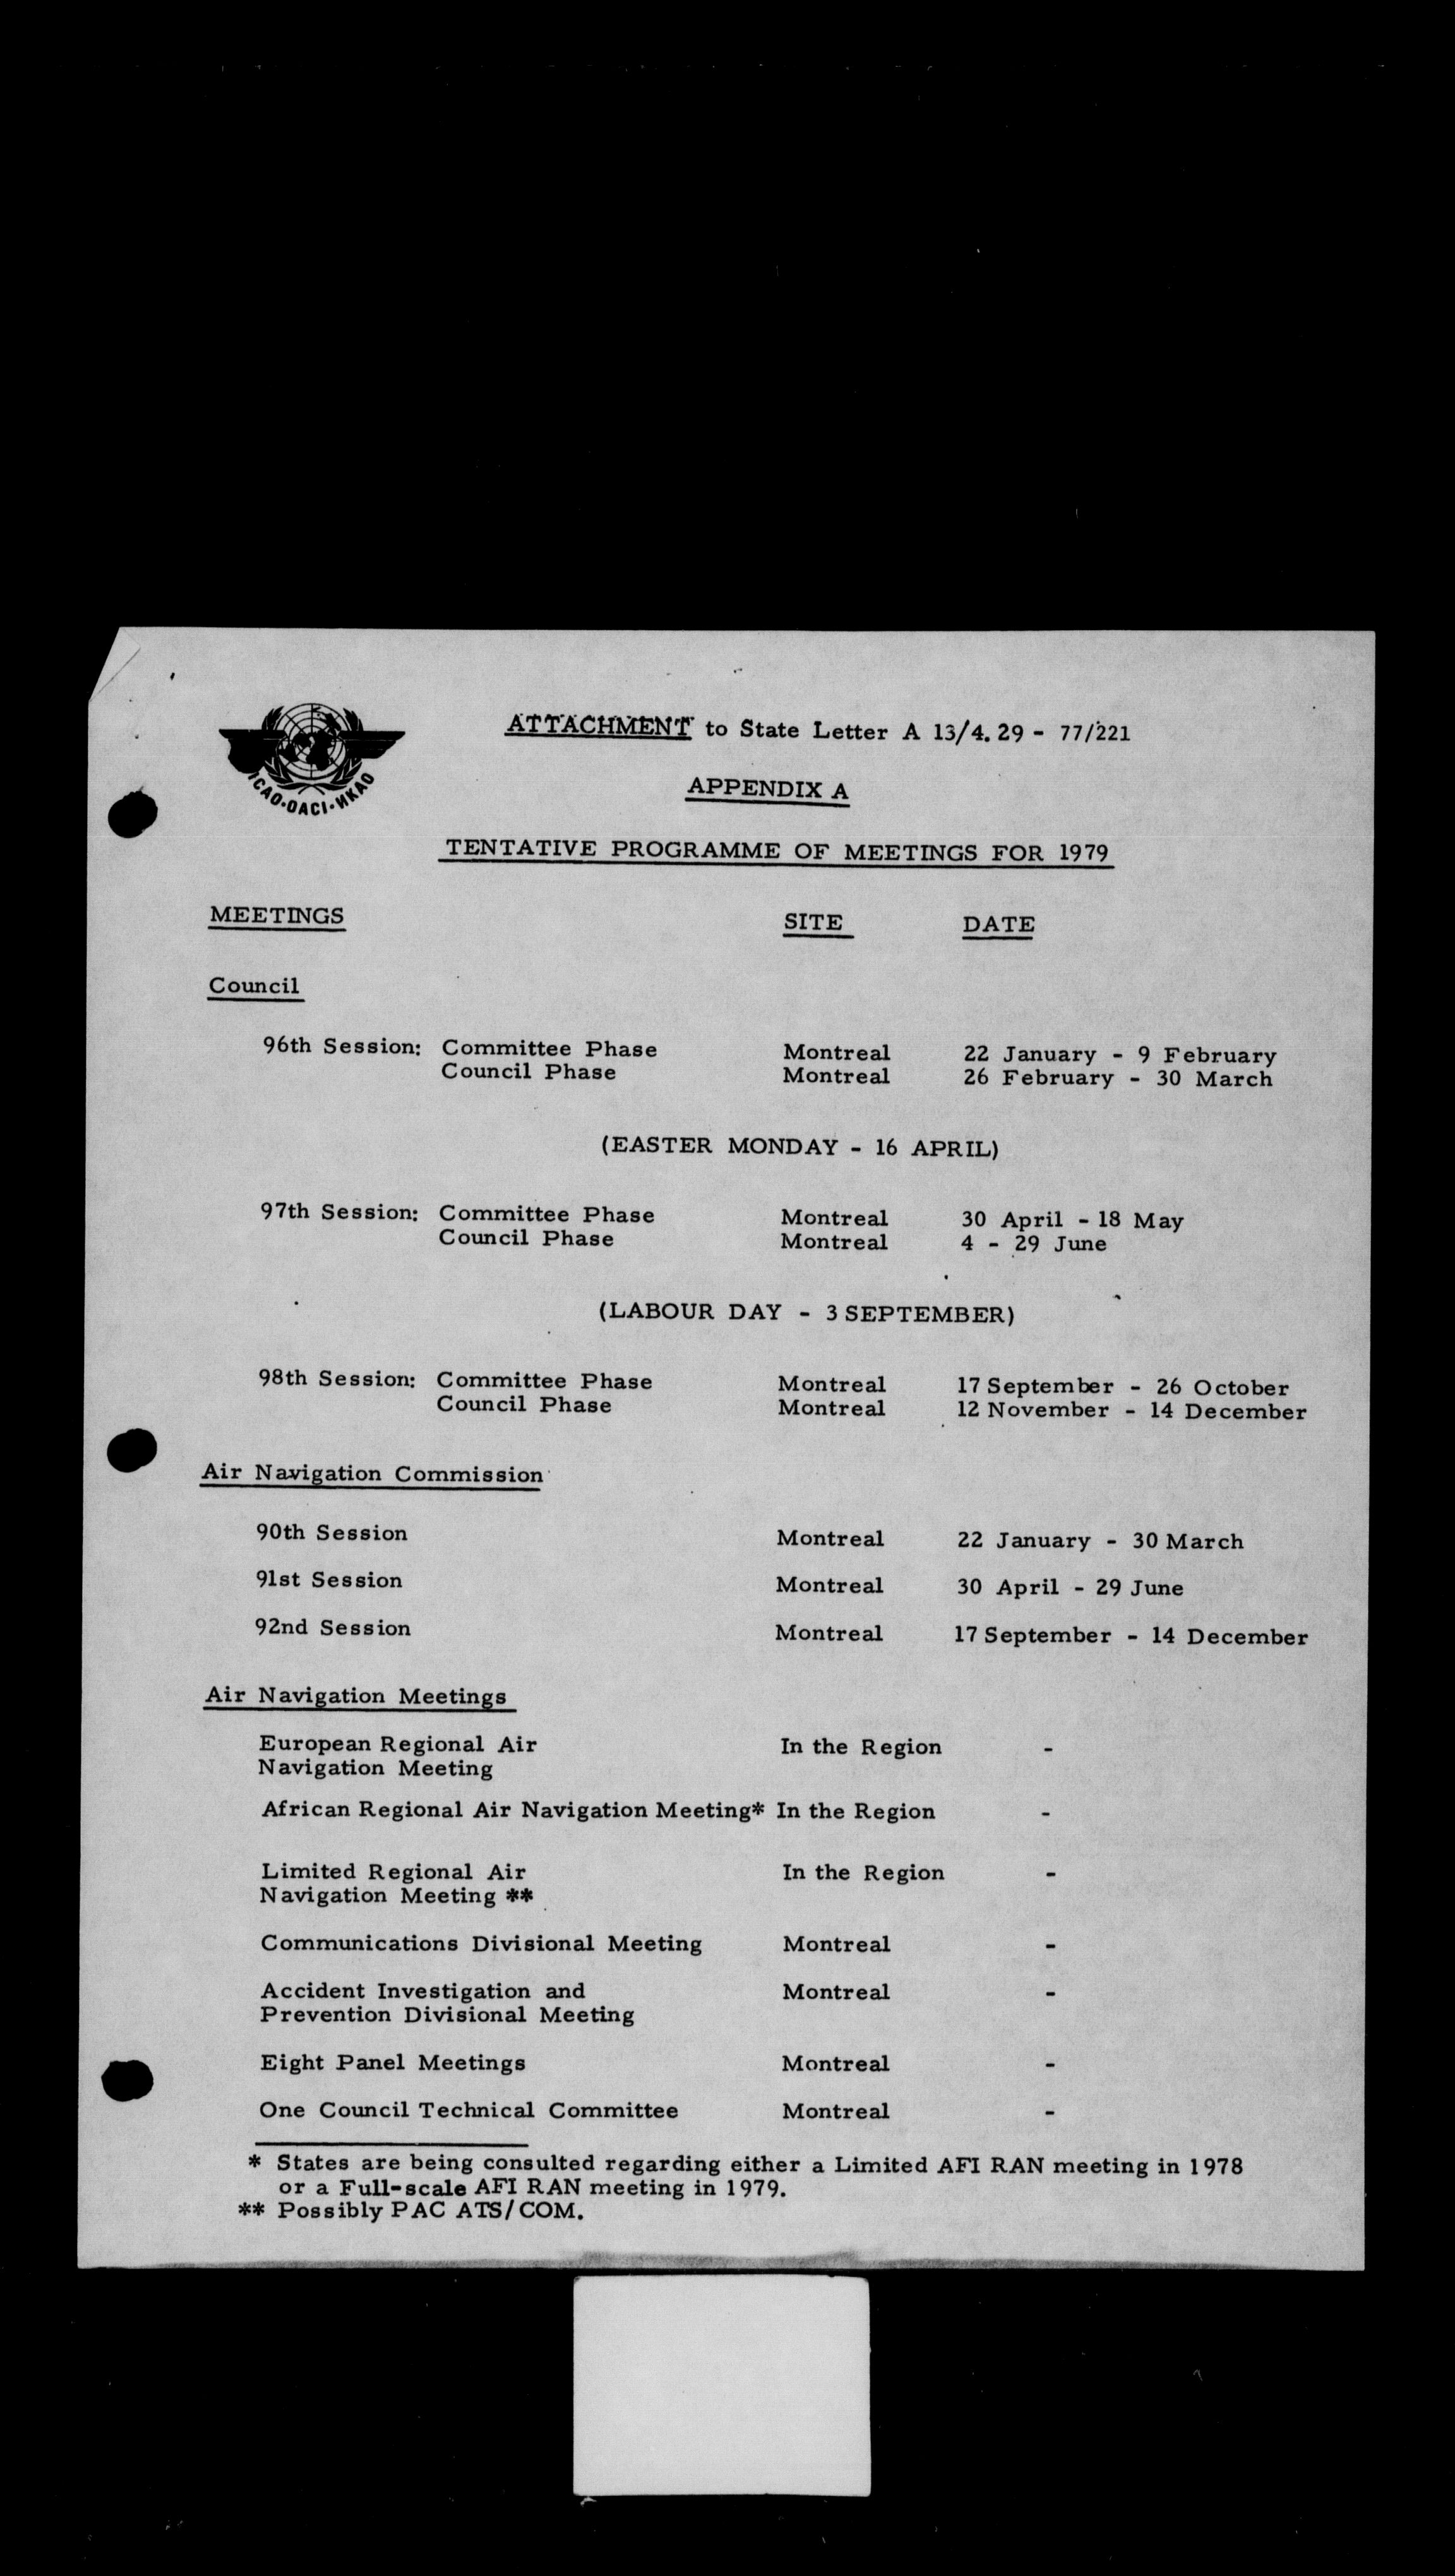 ATTACHMENT to State Letter A 13/4.29 - 77/221
ICAO·OACI·ИКАО
APPENDIX A
TENTATIVE PROGRAMME OF MEETINGS FOR 1979
MEETINGS SITE DATE
Council
96th Session: Committee Phase Montreal 22 January - 9 February
Council Phase Montreal 26 February - 30 March
(EASTER MONDAY - 16 APRIL)
97th Session: Committee Phase Montreal 30 April - 18 May
Council Phase Montreal 4 - 29 June
(LABOUR DAY - 3 SEPTEMBER)
98th Session: Committee Phase Montreal 17 September - 26 October
Council Phase Montreal 12 November - 14 December
Air Navigation Commission
90th Session Montreal 22 January - 30 March
91st Session Montreal 30 April - 29 June
92nd Session Montreal 17 September - 14 December
Air Navigation Meetings
European Regional Air In the Region -
Navigation Meeting
African Regional Air Navigation Meeting* In the Region -
Limited Regional Air In the Region -
Navigation Meeting **
Communications Divisional Meeting Montreal -
Accident Investigation and Montreal -
Prevention Divisional Meeting
Eight Panel Meetings Montreal -
One Council Technical Committee Montreal -
* States are being consulted regarding either a Limited AFI RAN meeting in 1978
or a Full-scale AFI RAN meeting in 1979.
** Possibly PAC ATS/COM.